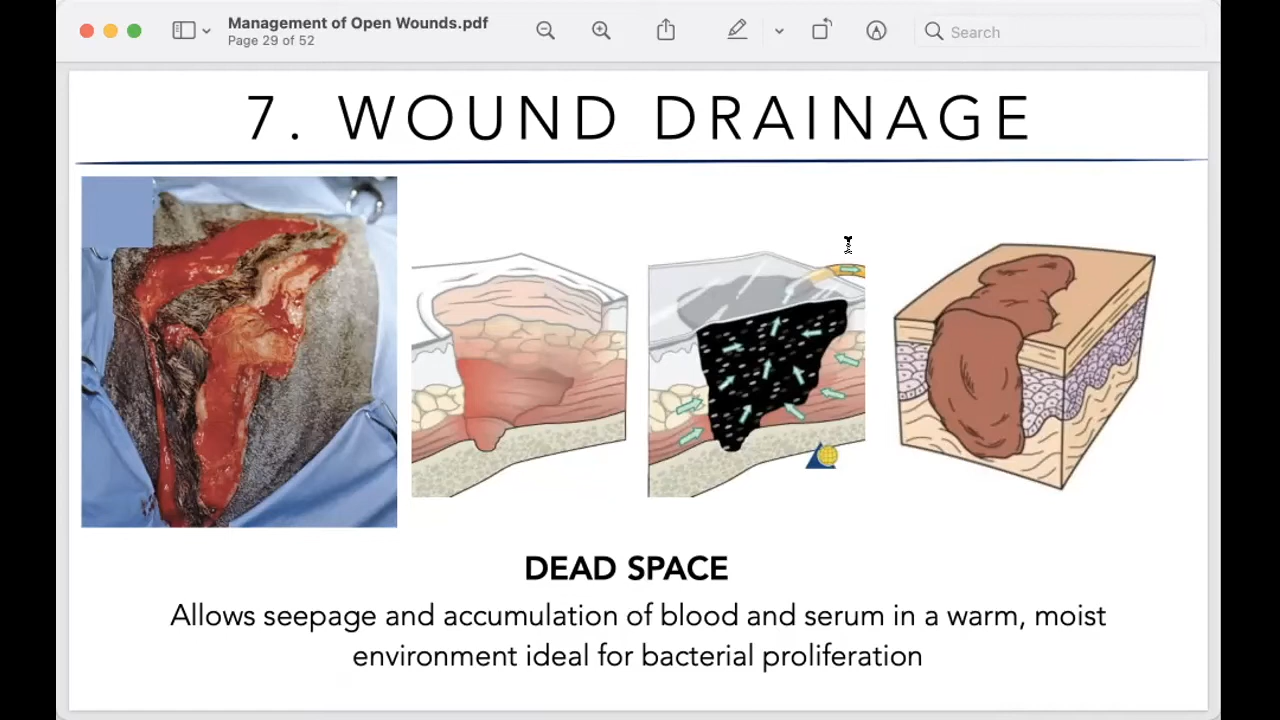 Management of Open Wounds.pdf
Page 29 of 52
Search
7. WOUND DRAINAGE
DEAD SPACE
Allows seepage and accumulation of blood and serum in a warm, moist
environment ideal for bacterial proliferation